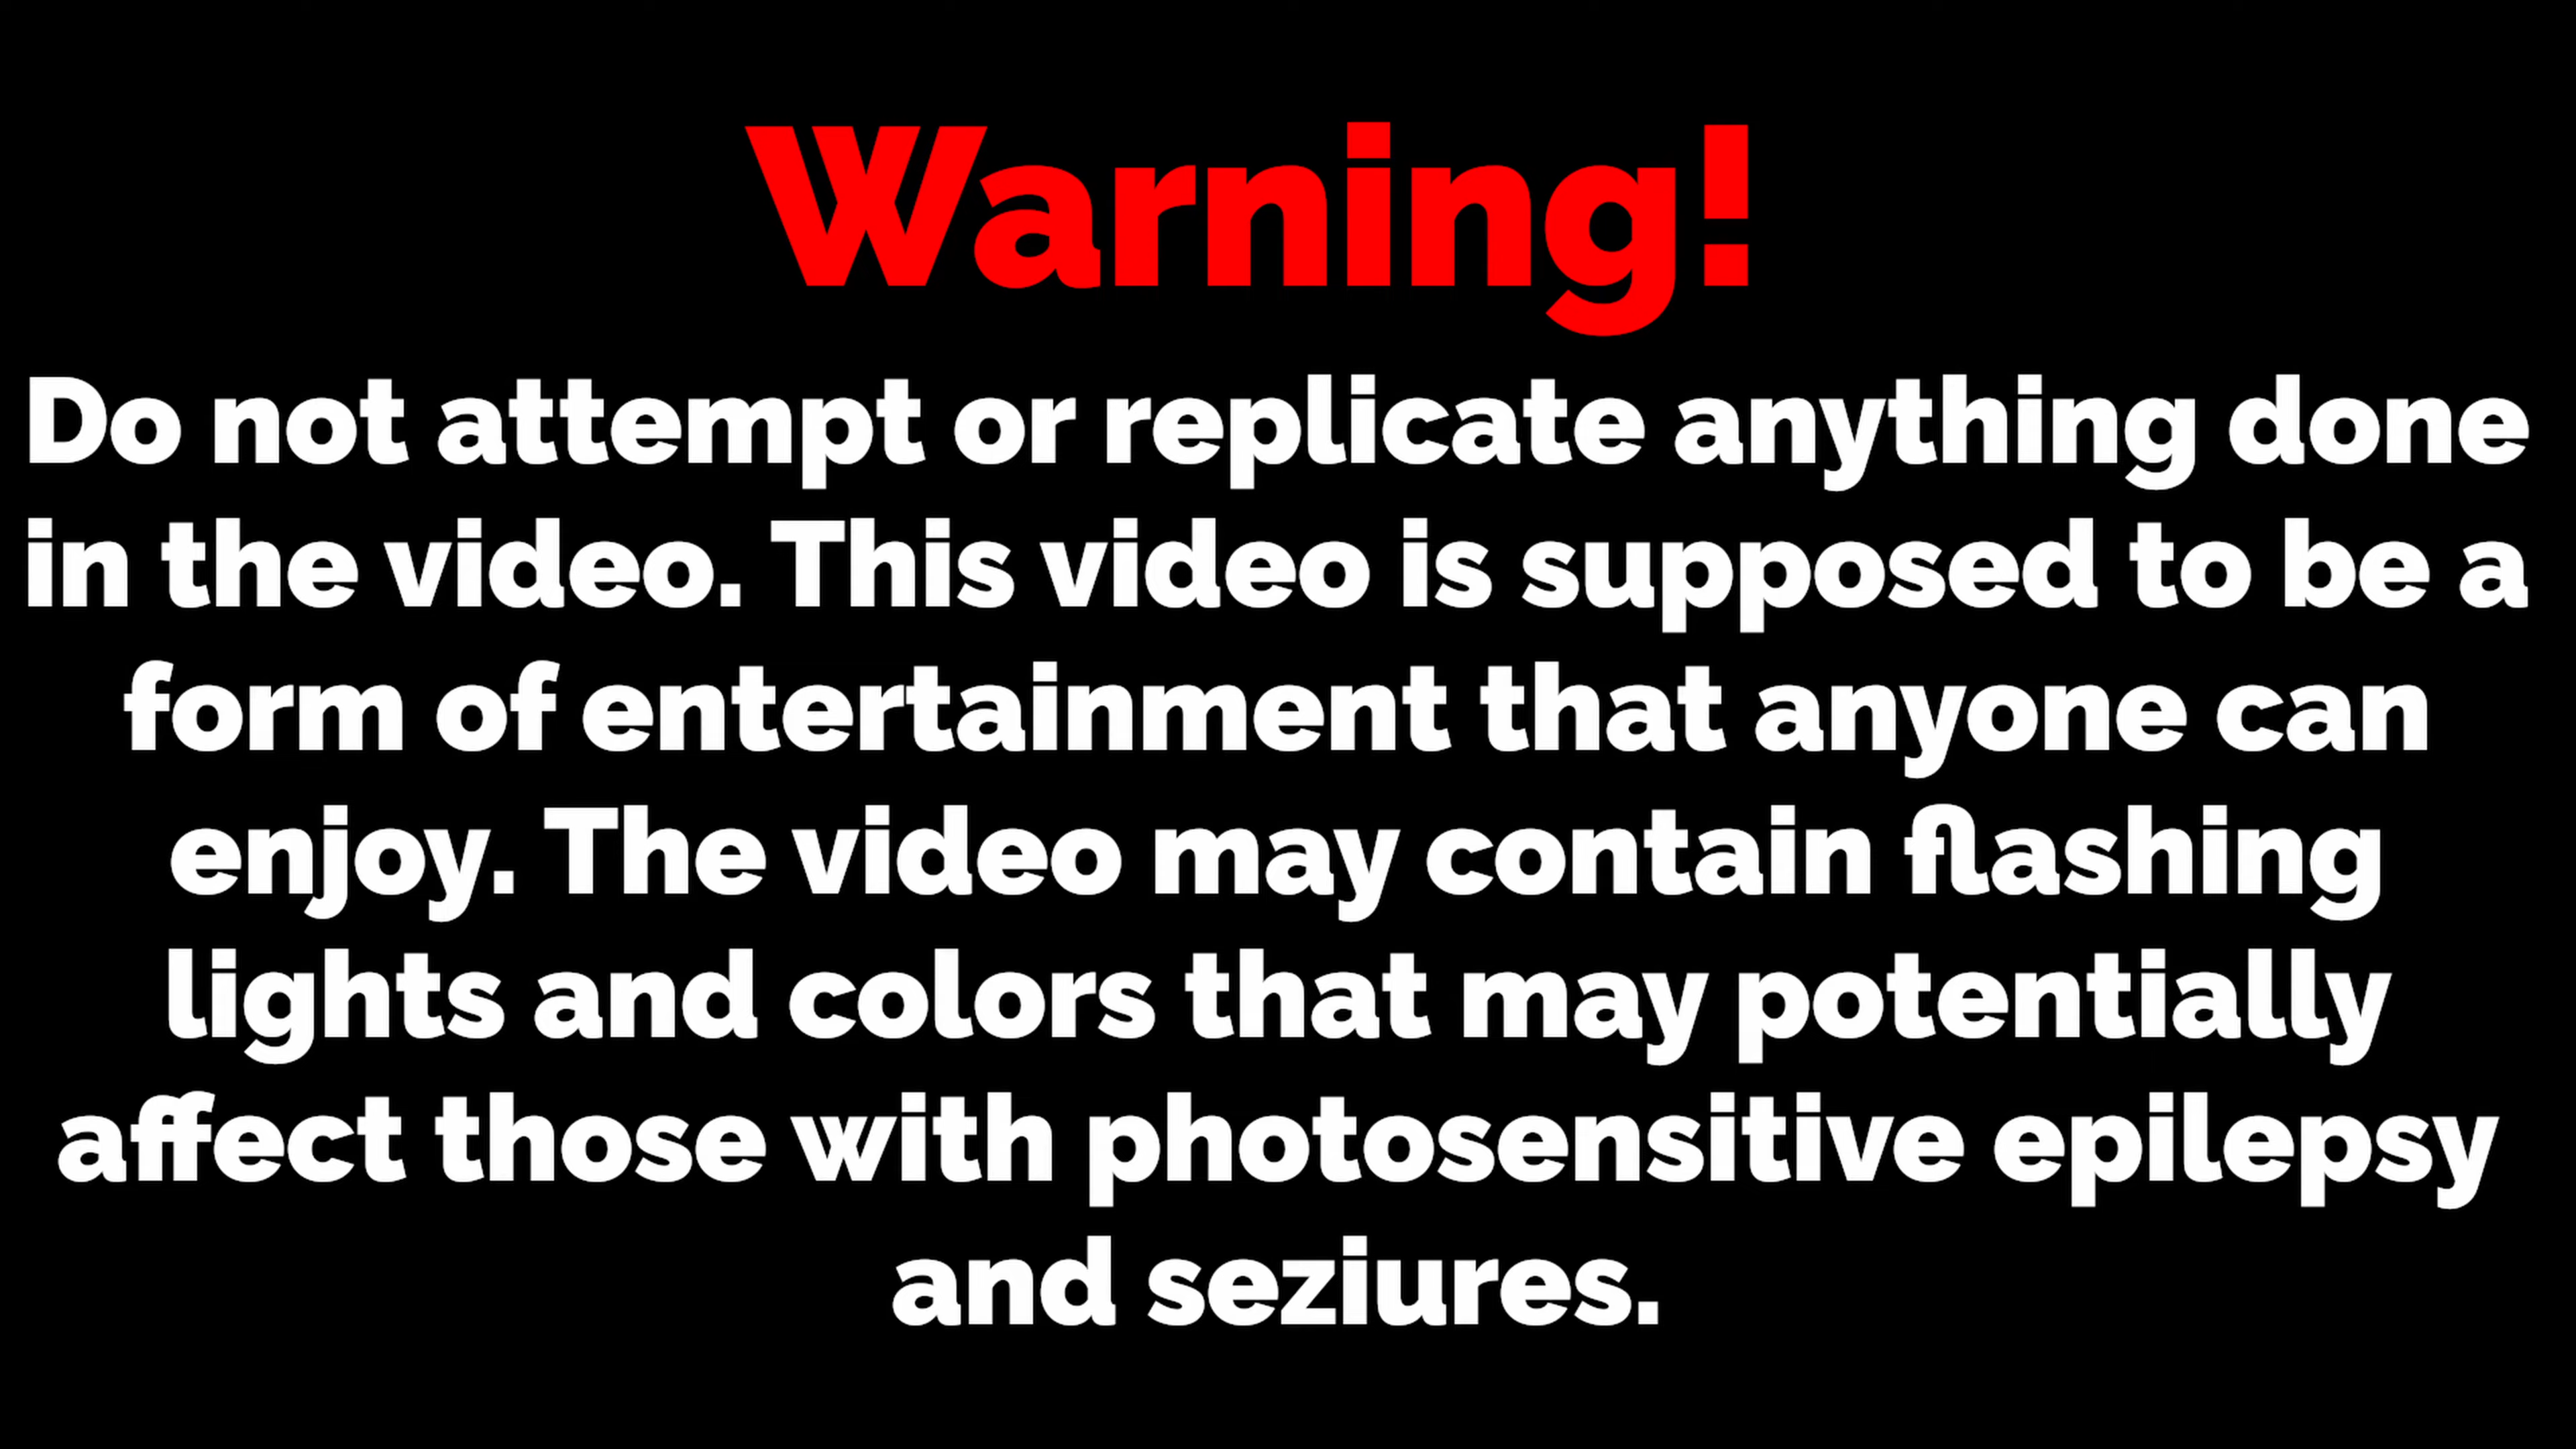 Warning!
Do not attempt or replicate anything done
in the video. This video is supposed to be a
form of entertainment that anyone can
enjoy. The video may contain flashing
lights and colors that may potentially
affect those with photosensitive epilepsy
and seziures.